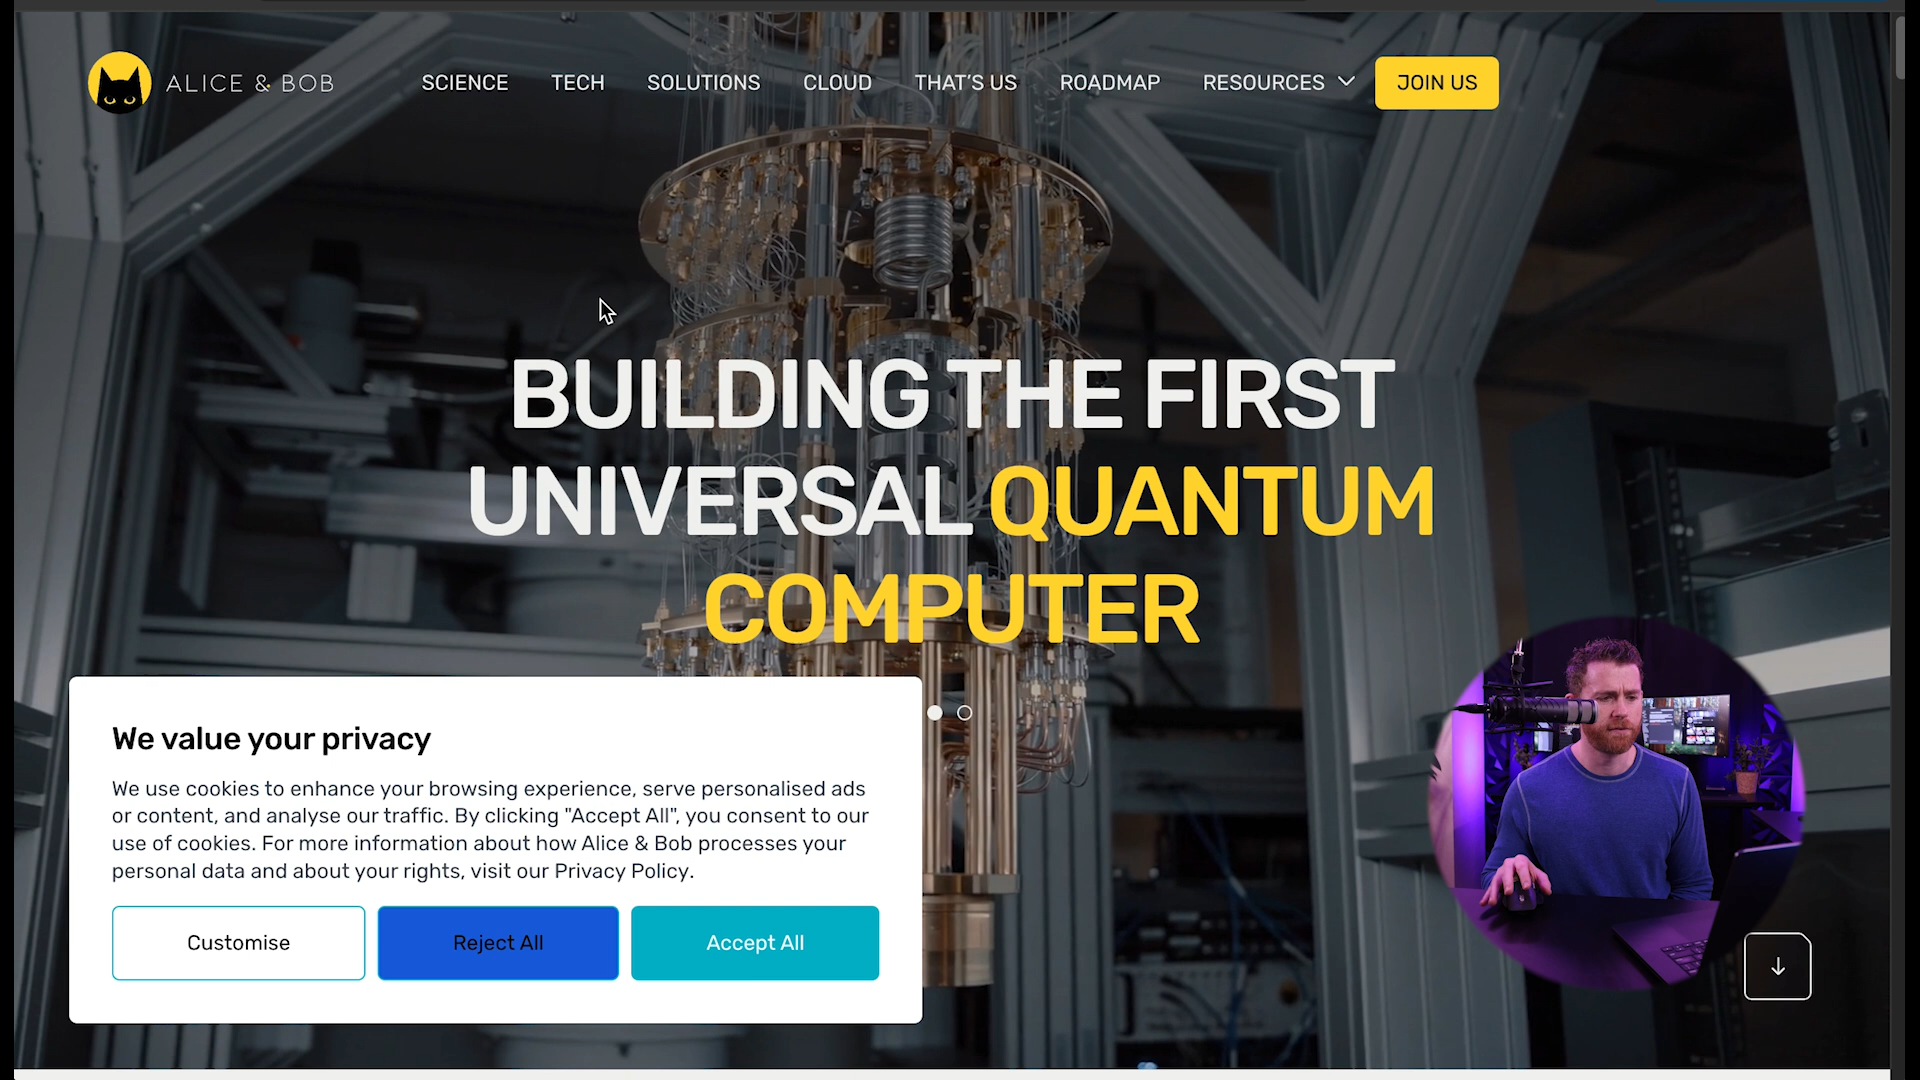 ALICE & BOB
SCIENCE TECH SOLUTIONS CLOUD THAT'S US ROADMAP RESOURCES JOIN US
BUILDING THE FIRST
UNIVERSAL QUANTUM
COMPUTER
We value your privacy
We use cookies to enhance your browsing experience, serve personalised ads
or content, and analyse our traffic. By clicking "Accept All", you consent to our
use of cookies. For more information about how Alice & Bob processes your
personal data and about your rights, visit our Privacy Policy.
Customise Reject All Accept All